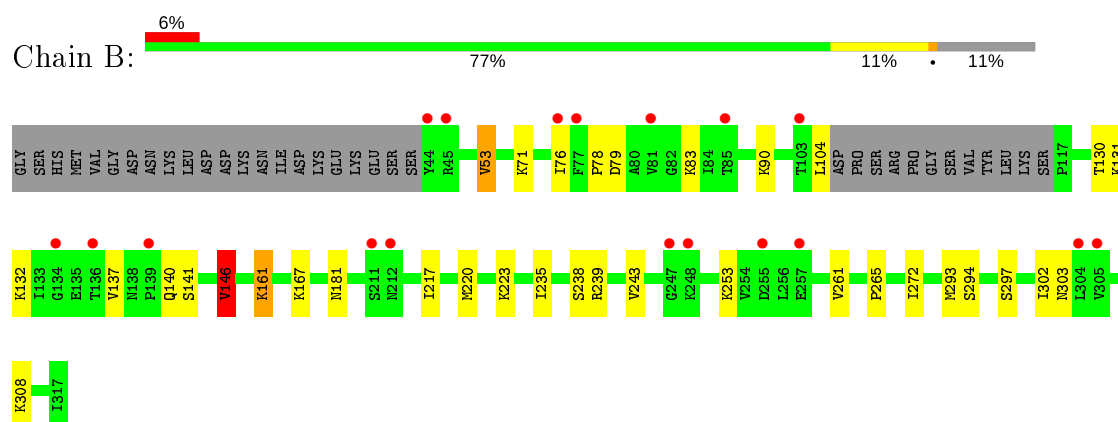 6%
Chain B:
77% 11% • 11%
GLY SER HIS MET VAL GLY ASP ASN LYS LEU ASP ASP LYS ASN ILE ASP LYS GLU LYS GLU SER SER Y44 R45 V53 K71 I76 F77 P78 D79 A80 V81 G82 K83 I84 T85 K90 T103 L104 ASP PRO SER ARG PRO GLY SER VAL TYR LEU LYS SER P117 T130 K131
K132 I133 G134 E135 T136 V137 N138 P139 Q140 S141 V146 K161 K167 N181 S211 N212 I217 M220 K223 I235 S238 R239 V243 G247 K248 K253 V254 D255 L256 E257 V261 P265 I272 M293 S294 S297 I302 N303 L304 V305
K308 I317